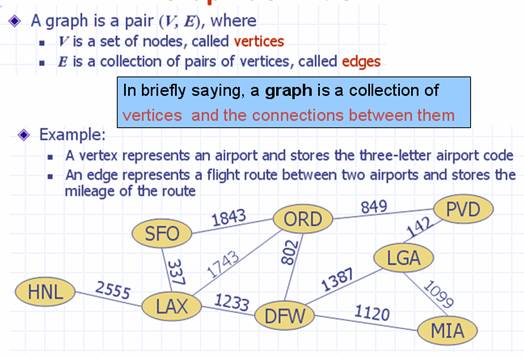 A graph is a pair (V, E), where
V is a set of nodes, called vertices
E is a collection of pairs of vertices, called edges
In briefly saying, a graph is a collection of
vertices and the connections between them
Example:
A vertex represents an airport and stores the three-letter airport code
An edge represents a flight route between two airports and stores the
mileage of the route
849
PVD
1843
ORD
142
SFO
802
LGA
337
1743
1387
HNL
2555
1099
LAX
1233
DFW
1120
MIA